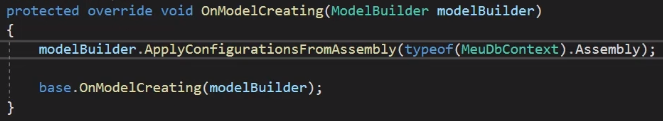 protected override void OnModelCreating(ModelBuilder modelBuilder)
{
modelBuilder.ApplyConfigurationsFromAssembly(typeof(MeuDbContext).Assembly);
base.OnModelCreating(modelBuilder);
}